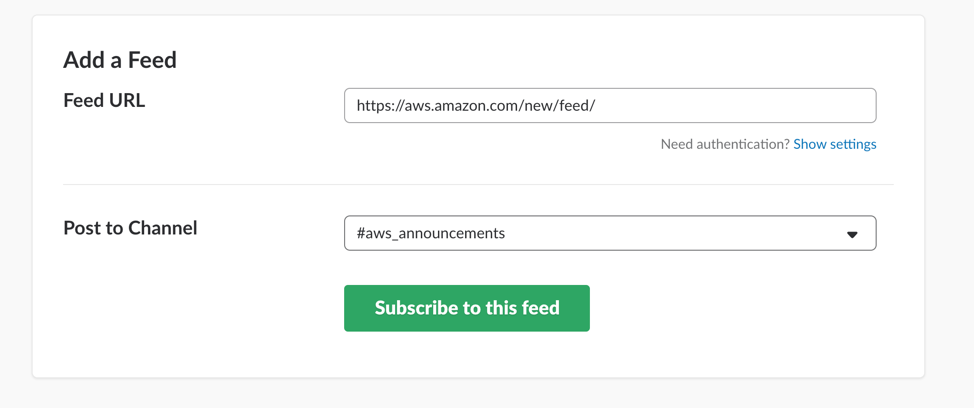 Add a Feed
Feed URL
https://aws.amazon.com/new/feed/
Need authentication? Show settings
Post to Channel
#aws_announcements
Subscribe to this feed